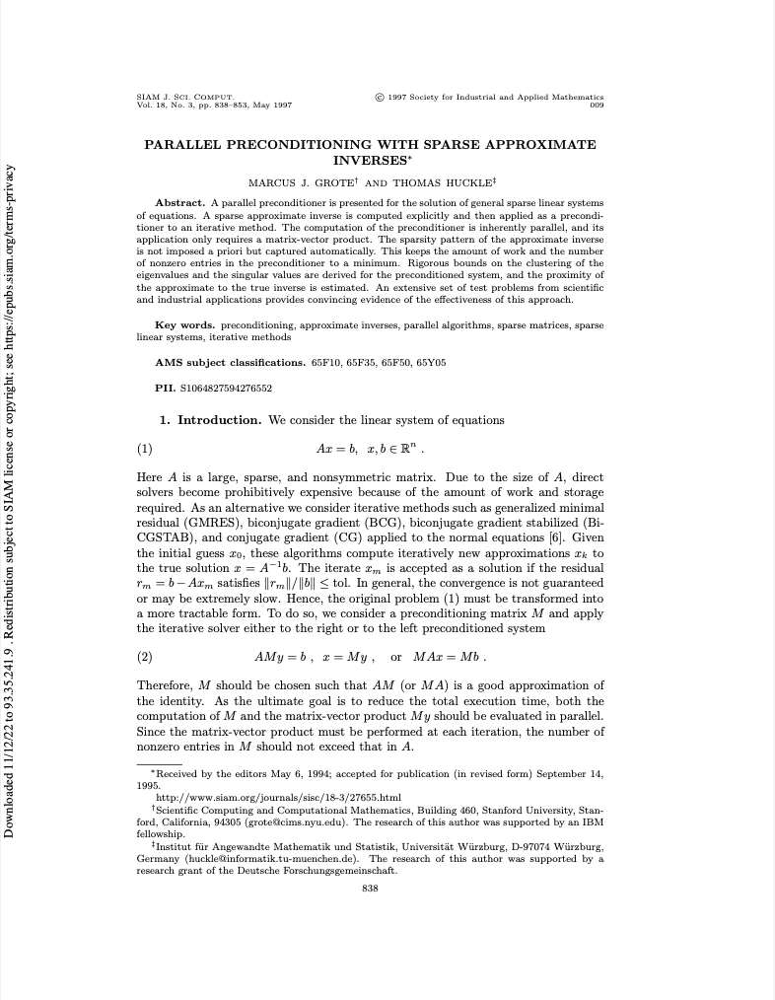 SIAM J. SCI. COMPUT.
Vol. 18, No. 3, pp. 838–853, May 1997
© 1997 Society for Industrial and Applied Mathematics
009
PARALLEL PRECONDITIONING WITH SPARSE APPROXIMATE
INVERSES*
MARCUS J. GROTE† AND THOMAS HUCKLE‡
Abstract. A parallel preconditioner is presented for the solution of general sparse linear systems
of equations. A sparse approximate inverse is computed explicitly and then applied as a precondi-
tioner to an iterative method. The computation of the preconditioner is inherently parallel, and its
application only requires a matrix-vector product. The sparsity pattern of the approximate inverse
is not imposed a priori but captured automatically. This keeps the amount of work and the number
of nonzero entries in the preconditioner to a minimum. Rigorous bounds on the clustering of the
eigenvalues and the singular values are derived for the preconditioned system, and the proximity of
the approximate to the true inverse is estimated. An extensive set of test problems from scientific
and industrial applications provides convincing evidence of the effectiveness of this approach.
Key words. preconditioning, approximate inverses, parallel algorithms, sparse matrices, sparse
linear systems, iterative methods
AMS subject classifications. 65F10, 65F35, 65F50, 65Y05
PII. S1064827594276552
1. Introduction. We consider the linear system of equations
(1) Ax = b, x, b ∈ ℝⁿ .
Here A is a large, sparse, and nonsymmetric matrix. Due to the size of A, direct
solvers become prohibitively expensive because of the amount of work and storage
required. As an alternative we consider iterative methods such as generalized minimal
residual (GMRES), biconjugate gradient (BCG), biconjugate gradient stabilized (Bi-
CGSTAB), and conjugate gradient (CG) applied to the normal equations [6]. Given
the initial guess x₀, these algorithms compute iteratively new approximations xₖ to
the true solution x = A⁻¹b. The iterate xₘ is accepted as a solution if the residual
rₘ = b − Axₘ satisfies ‖rₘ‖/‖b‖ ≤ tol. In general, the convergence is not guaranteed
or may be extremely slow. Hence, the original problem (1) must be transformed into
a more tractable form. To do so, we consider a preconditioning matrix M and apply
the iterative solver either to the right or to the left preconditioned system
(2) AMy = b , x = My , or MAx = Mb .
Therefore, M should be chosen such that AM (or MA) is a good approximation of
the identity. As the ultimate goal is to reduce the total execution time, both the
computation of M and the matrix-vector product My should be evaluated in parallel.
Since the matrix-vector product must be performed at each iteration, the number of
nonzero entries in M should not exceed that in A.
*Received by the editors May 6, 1994; accepted for publication (in revised form) September 14,
1995.
http://www.siam.org/journals/sisc/18-3/27655.html
†Scientific Computing and Computational Mathematics, Building 460, Stanford University, Stan-
ford, California, 94305 (grote@cims.nyu.edu). The research of this author was supported by an IBM
fellowship.
‡Institut für Angewandte Mathematik und Statistik, Universität Würzburg, D-97074 Würzburg,
Germany (huckle@informatik.tu-muenchen.de). The research of this author was supported by a
research grant of the Deutsche Forschungsgemeinschaft.
838
Downloaded 11/12/22 to 93.35.241.9 . Redistribution subject to SIAM license or copyright; see https://epubs.siam.org/terms-privacy